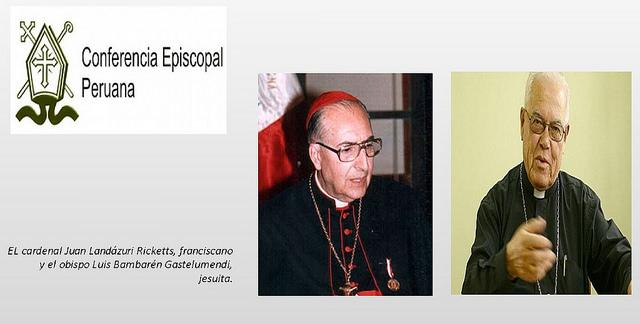 Conferencia Episcopal
Peruana
EL cardenal Juan Landázuri Ricketts, franciscano
y el obispo Luis Bambarén Gastelumendi,
jesuita.